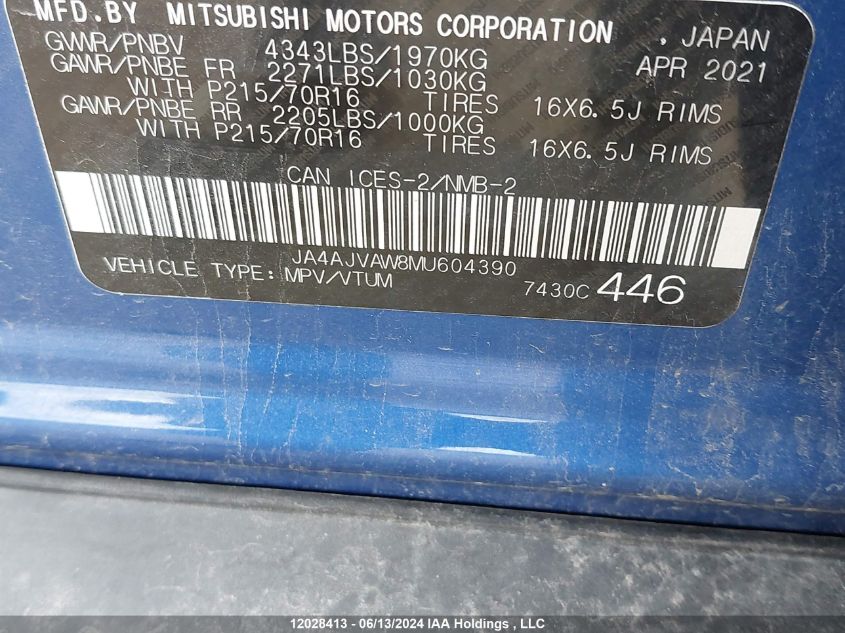 MFD.BY MITSUBISHI MOTORS CORPORATION , JAPAN
GVWR/PNBV 4343LBS/1970KG APR 2021
GAWR/PNBE FR 2271LBS/1030KG
WITH P215/70R16 TIRES 16X6.5J RIMS
GAWR/PNBE RR 2205LBS/1000KG
WITH P215/70R16 TIRES 16X6.5J RIMS
CAN ICES-2/NMB-2
JA4AJVAW8MU604390
VEHICLE TYPE: MPV/VTUM 7430C 446
12028413 - 06/13/2024 IAA Holdings , LLC